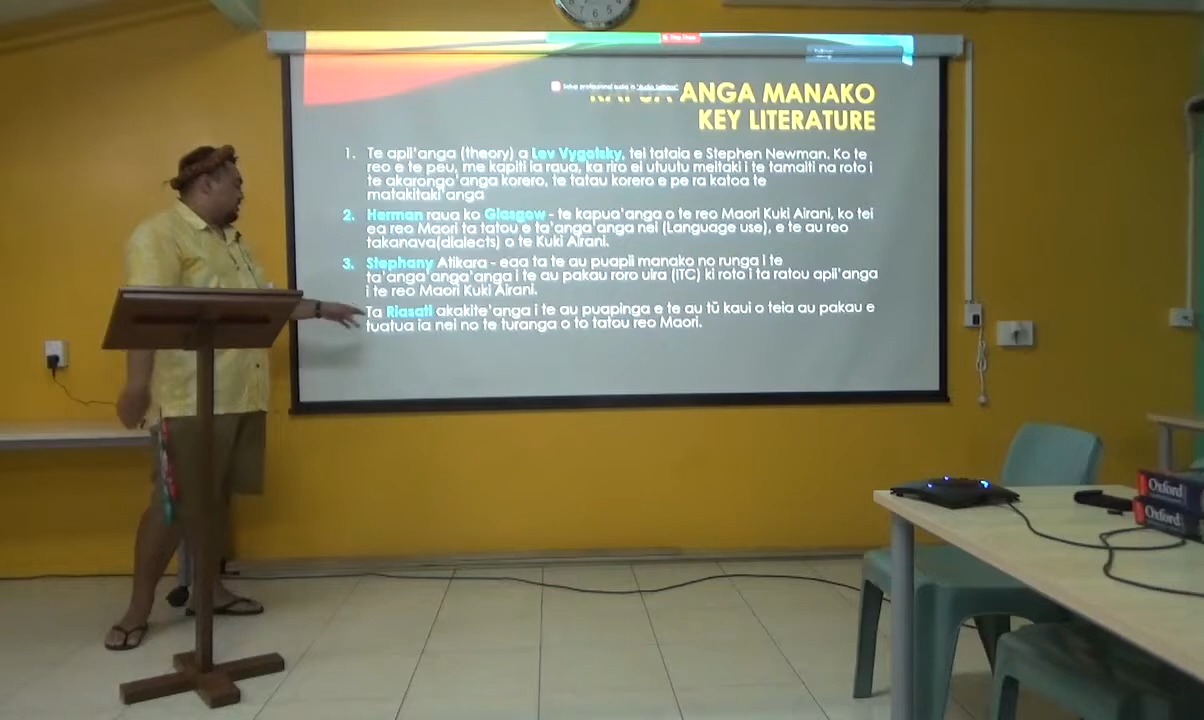 ANGA MANAKO
KEY LITERATURE
1. Te apii'anga (theory) a Lev Vygotsky, tei tataia e Stephen Newman. Ko te
reo e te peu, me kapiti ia raua, ka riro ei utuutu meitaki i te tamaiti na roto i
te akarongo'anga korero, te tatau korero e pe ra katoa te
matakitaki'anga
2. Herman raua ko Glasgow - te kapua'anga o te reo Maori Kuki Airani, ko tei
ea reo Maori ta tatou e ta'anga'anga nei (Language use), e te au reo
takanava(dialects) o te Kuki Airani.
3. Stephany Atikara - eaa ta te au puapii manako no runga i te
ta'anga'anga'anga i te au pakau roro uira (ITC) ki roto i ta ratou apii'anga
i te reo Maori Kuki Airani.
Ta Riasati akakite'anga i te au puapinga e te au tū kaui o teia au pakau e
tuatua ia nei no te turanga o to tatou reo Maori.
Oxford
Oxford